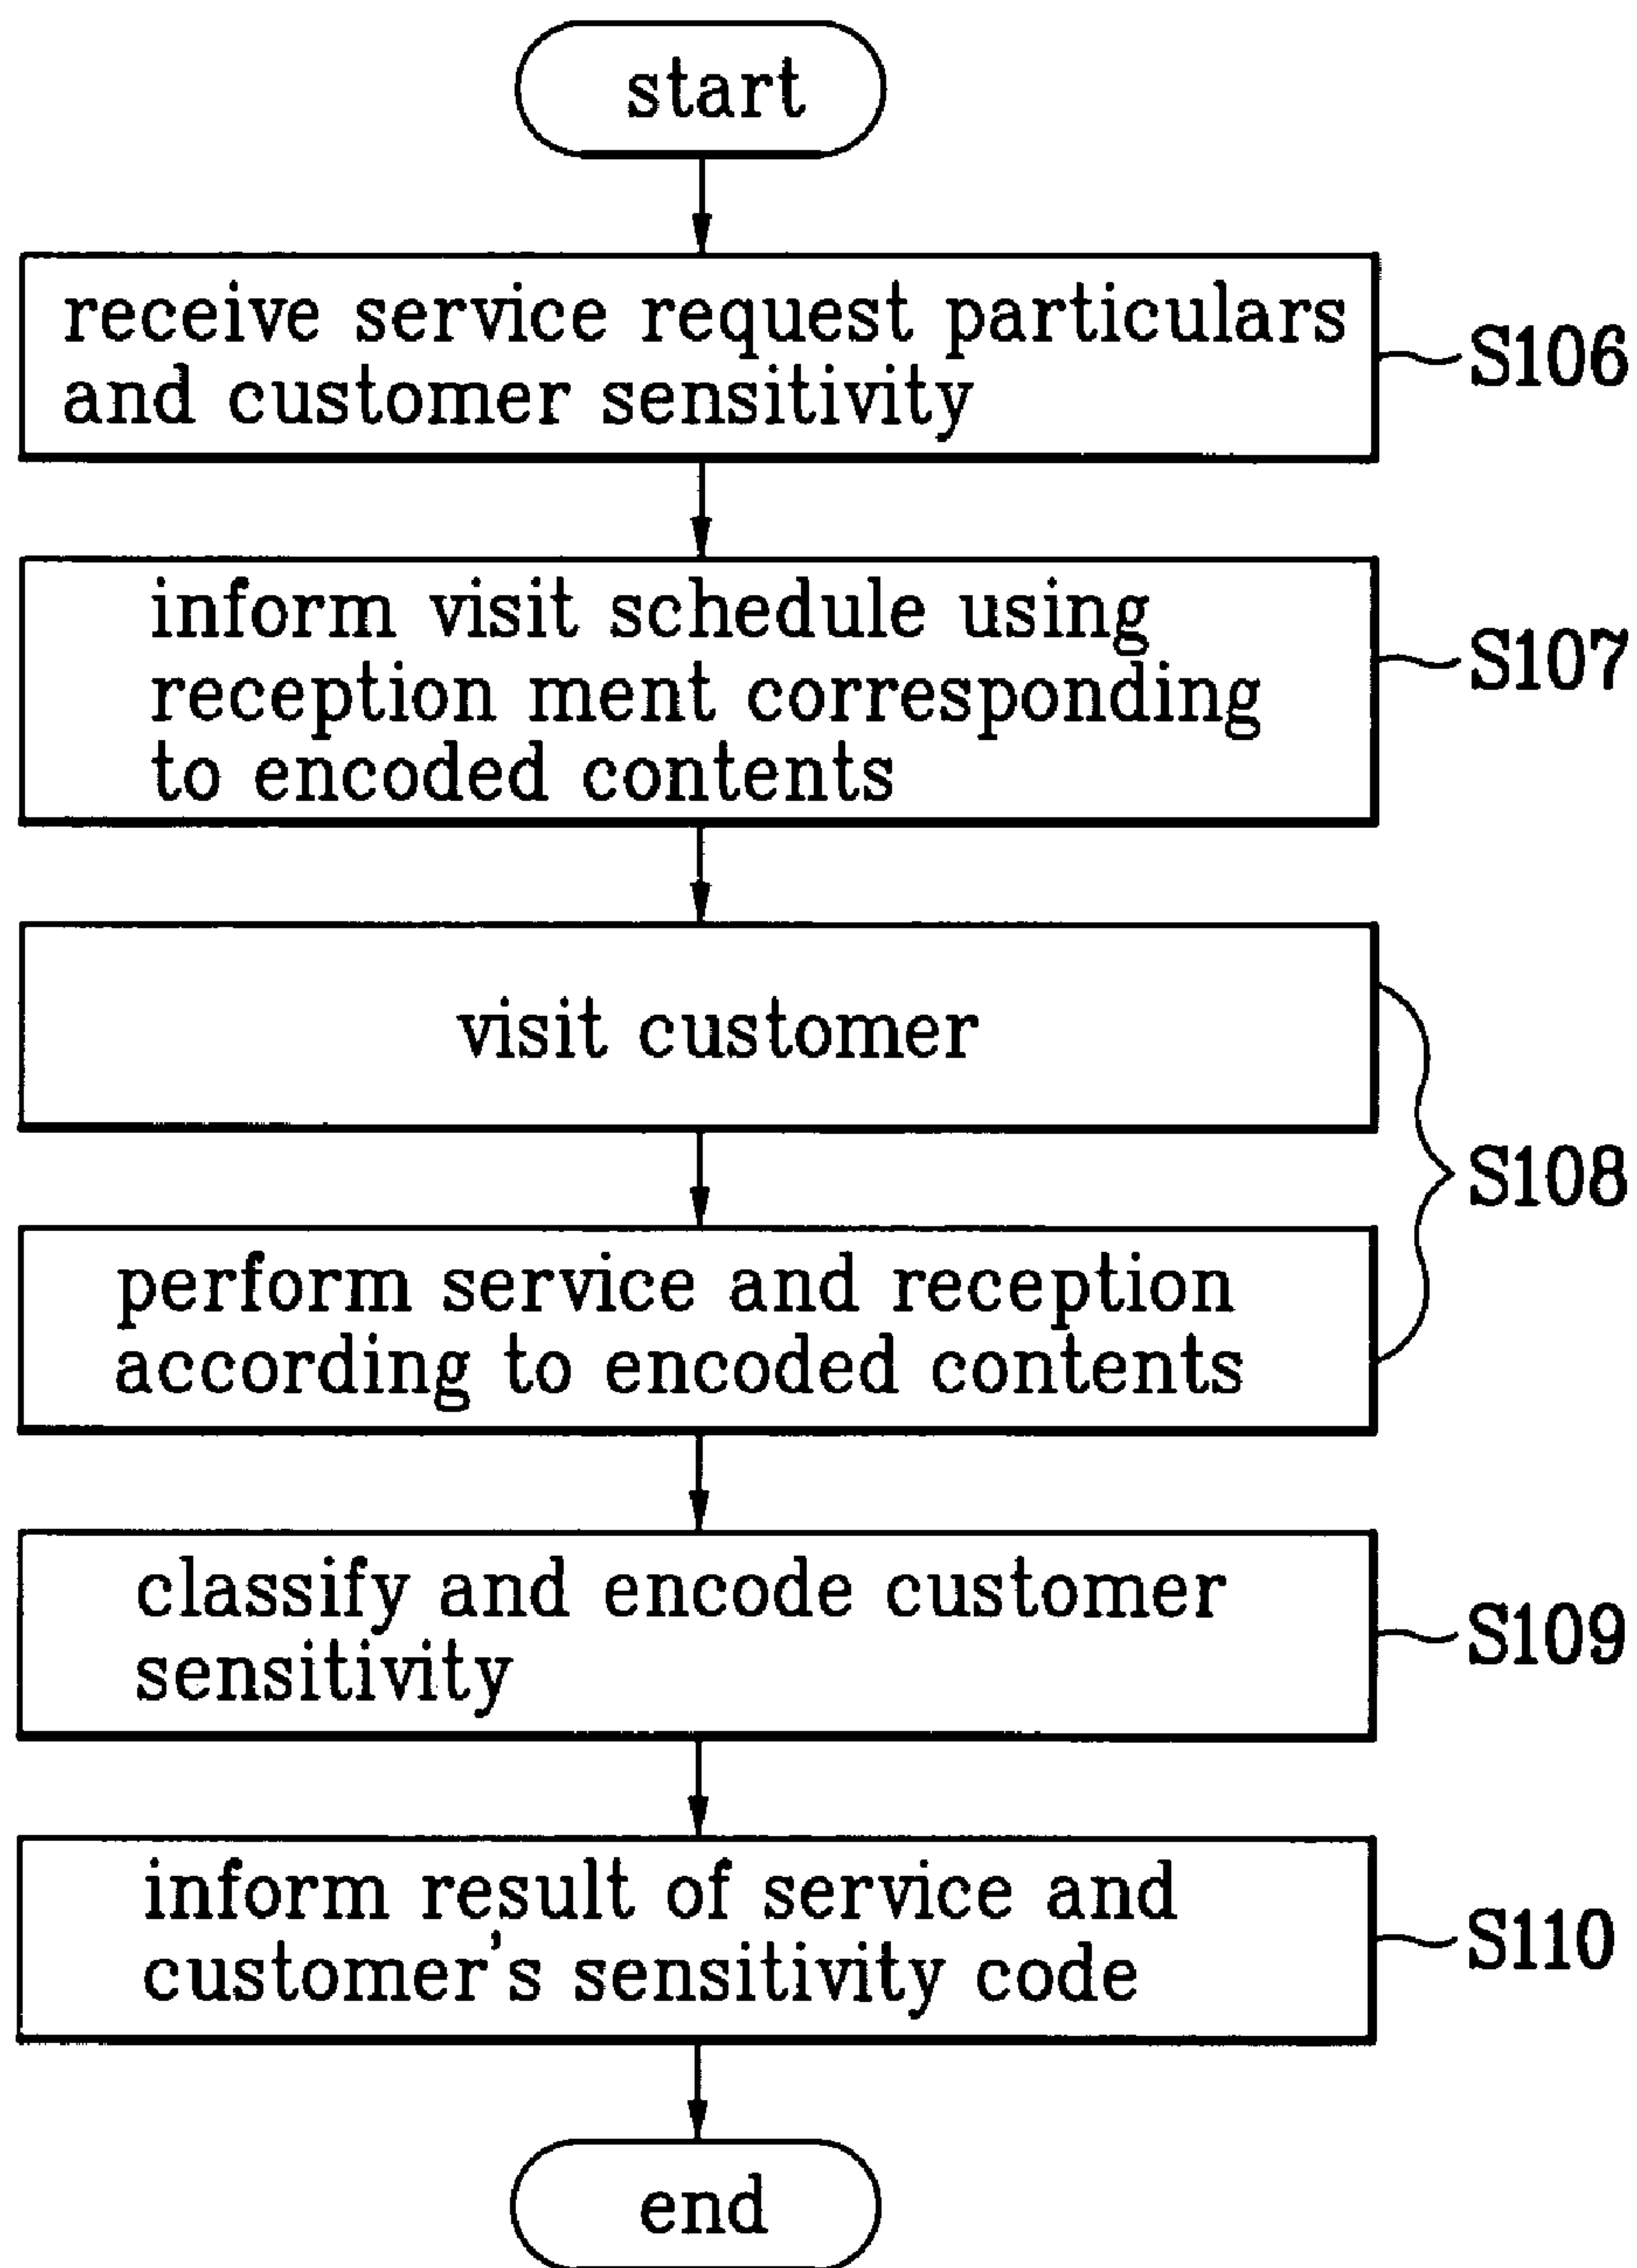 start
receive service request particulars
and customer sensitivity
S106
inform visit schedule using
reception ment corresponding
to encoded contents
S107
visit customer
S108
perform service and reception
according to encoded contents
classify and encode customer
sensitivity
S109
inform result of service and
customer's sensitivity code
S110
end